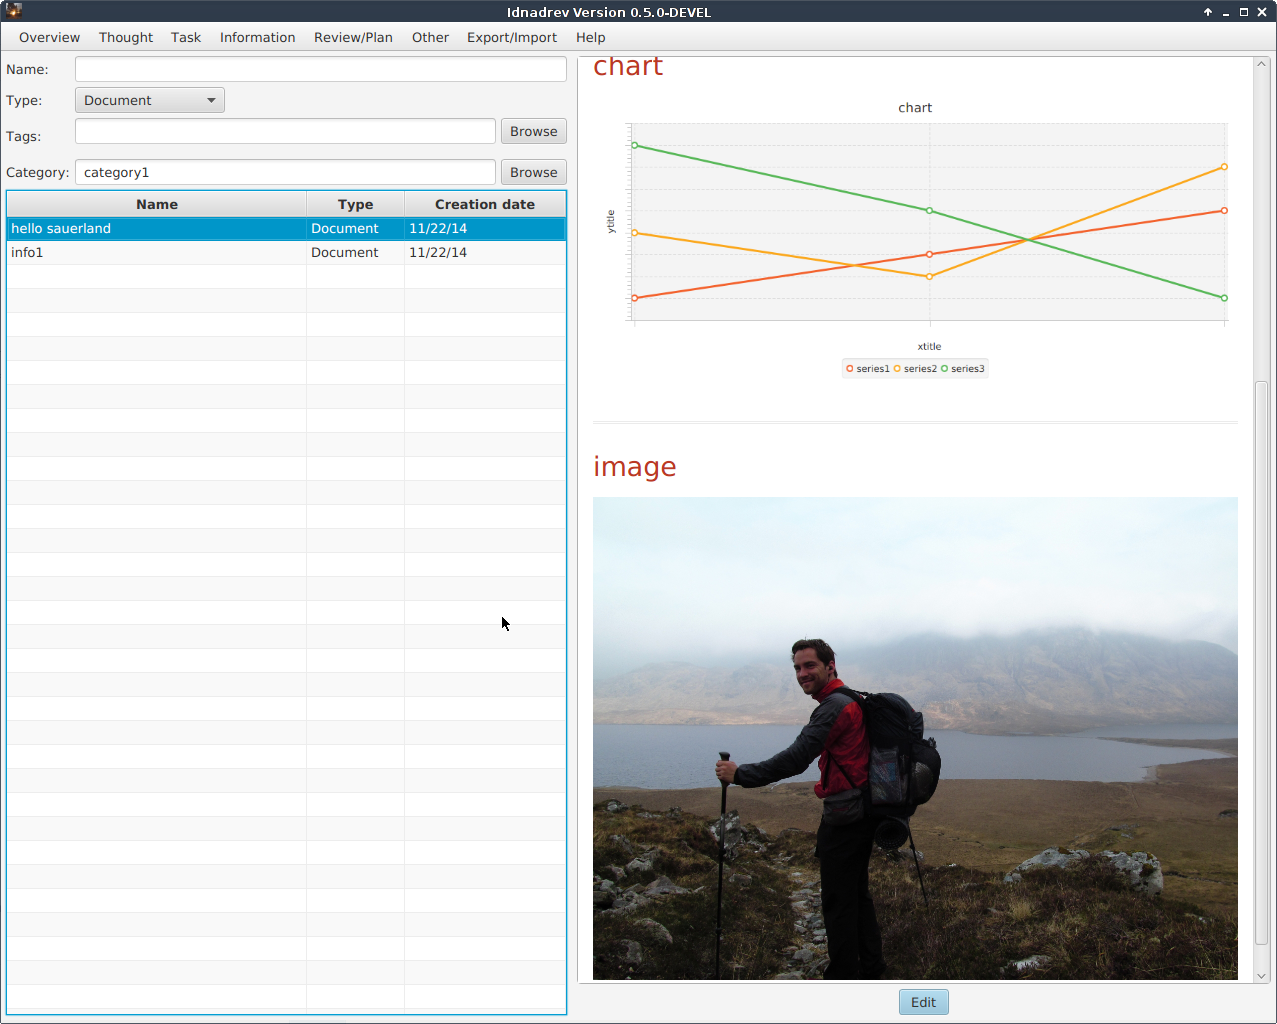 Idnadrev Version 0.5.0-DEVEL
Overview Thought Task Information Review/Plan Other Export/Import Help
Name:
Type: Document
Tags: Browse
Category: category1 Browse
Name Type Creation date
hello sauerland Document 11/22/14
info1 Document 11/22/14
chart
chart
ytitle
xtitle
series1 series2 series3
image
Edit